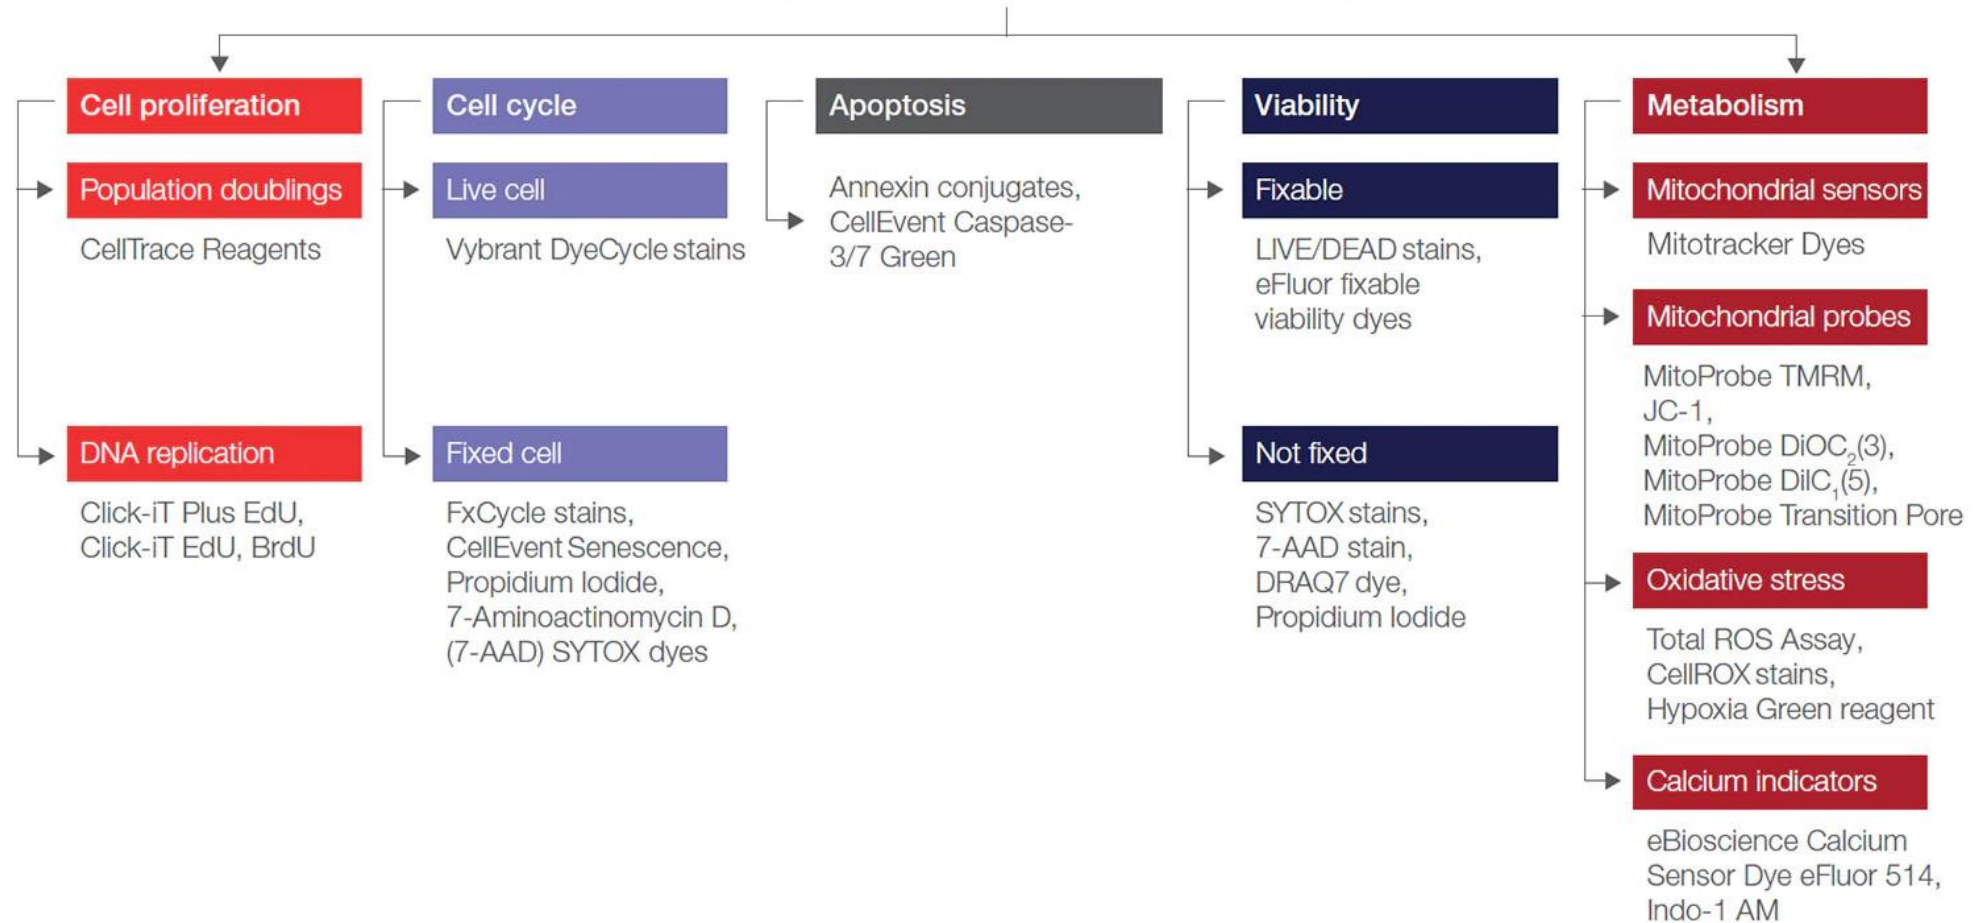 Cell proliferation
Population doublings
CellTrace Reagents
DNA replication
Click-iT Plus EdU,
Click-iT EdU, BrdU
Cell cycle
Live cell
Vybrant DyeCycle stains
Fixed cell
FxCycle stains,
CellEvent Senescence,
Propidium Iodide,
7-Aminoactinomycin D,
(7-AAD) SYTOX dyes
Apoptosis
Annexin conjugates,
CellEvent Caspase-
3/7 Green
Viability
Fixable
LIVE/DEAD stains,
eFluor fixable
viability dyes
Not fixed
SYTOX stains,
7-AAD stain,
DRAQ7 dye,
Propidium Iodide
Metabolism
Mitochondrial sensors
Mitotracker Dyes
Mitochondrial probes
MitoProbe TMRM,
JC-1,
MitoProbe DiOC₂(3),
MitoProbe DilC₁(5),
MitoProbe Transition Pore
Oxidative stress
Total ROS Assay,
CellROX stains,
Hypoxia Green reagent
Calcium indicators
eBioscience Calcium
Sensor Dye eFluor 514,
Indo-1 AM